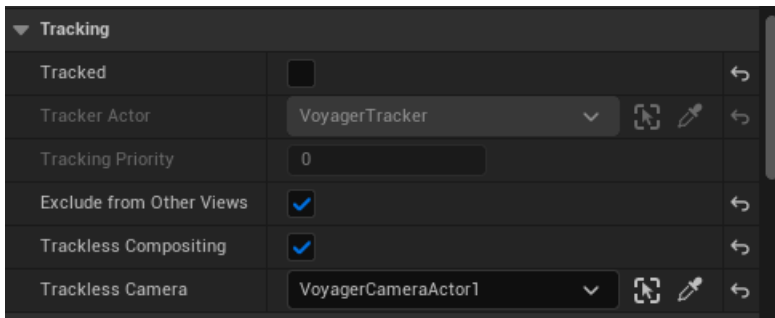 Tracking
Tracked
Tracker Actor VoyagerTracker
Tracking Priority 0
Exclude from Other Views
Trackless Compositing
Trackless Camera VoyagerCameraActor1